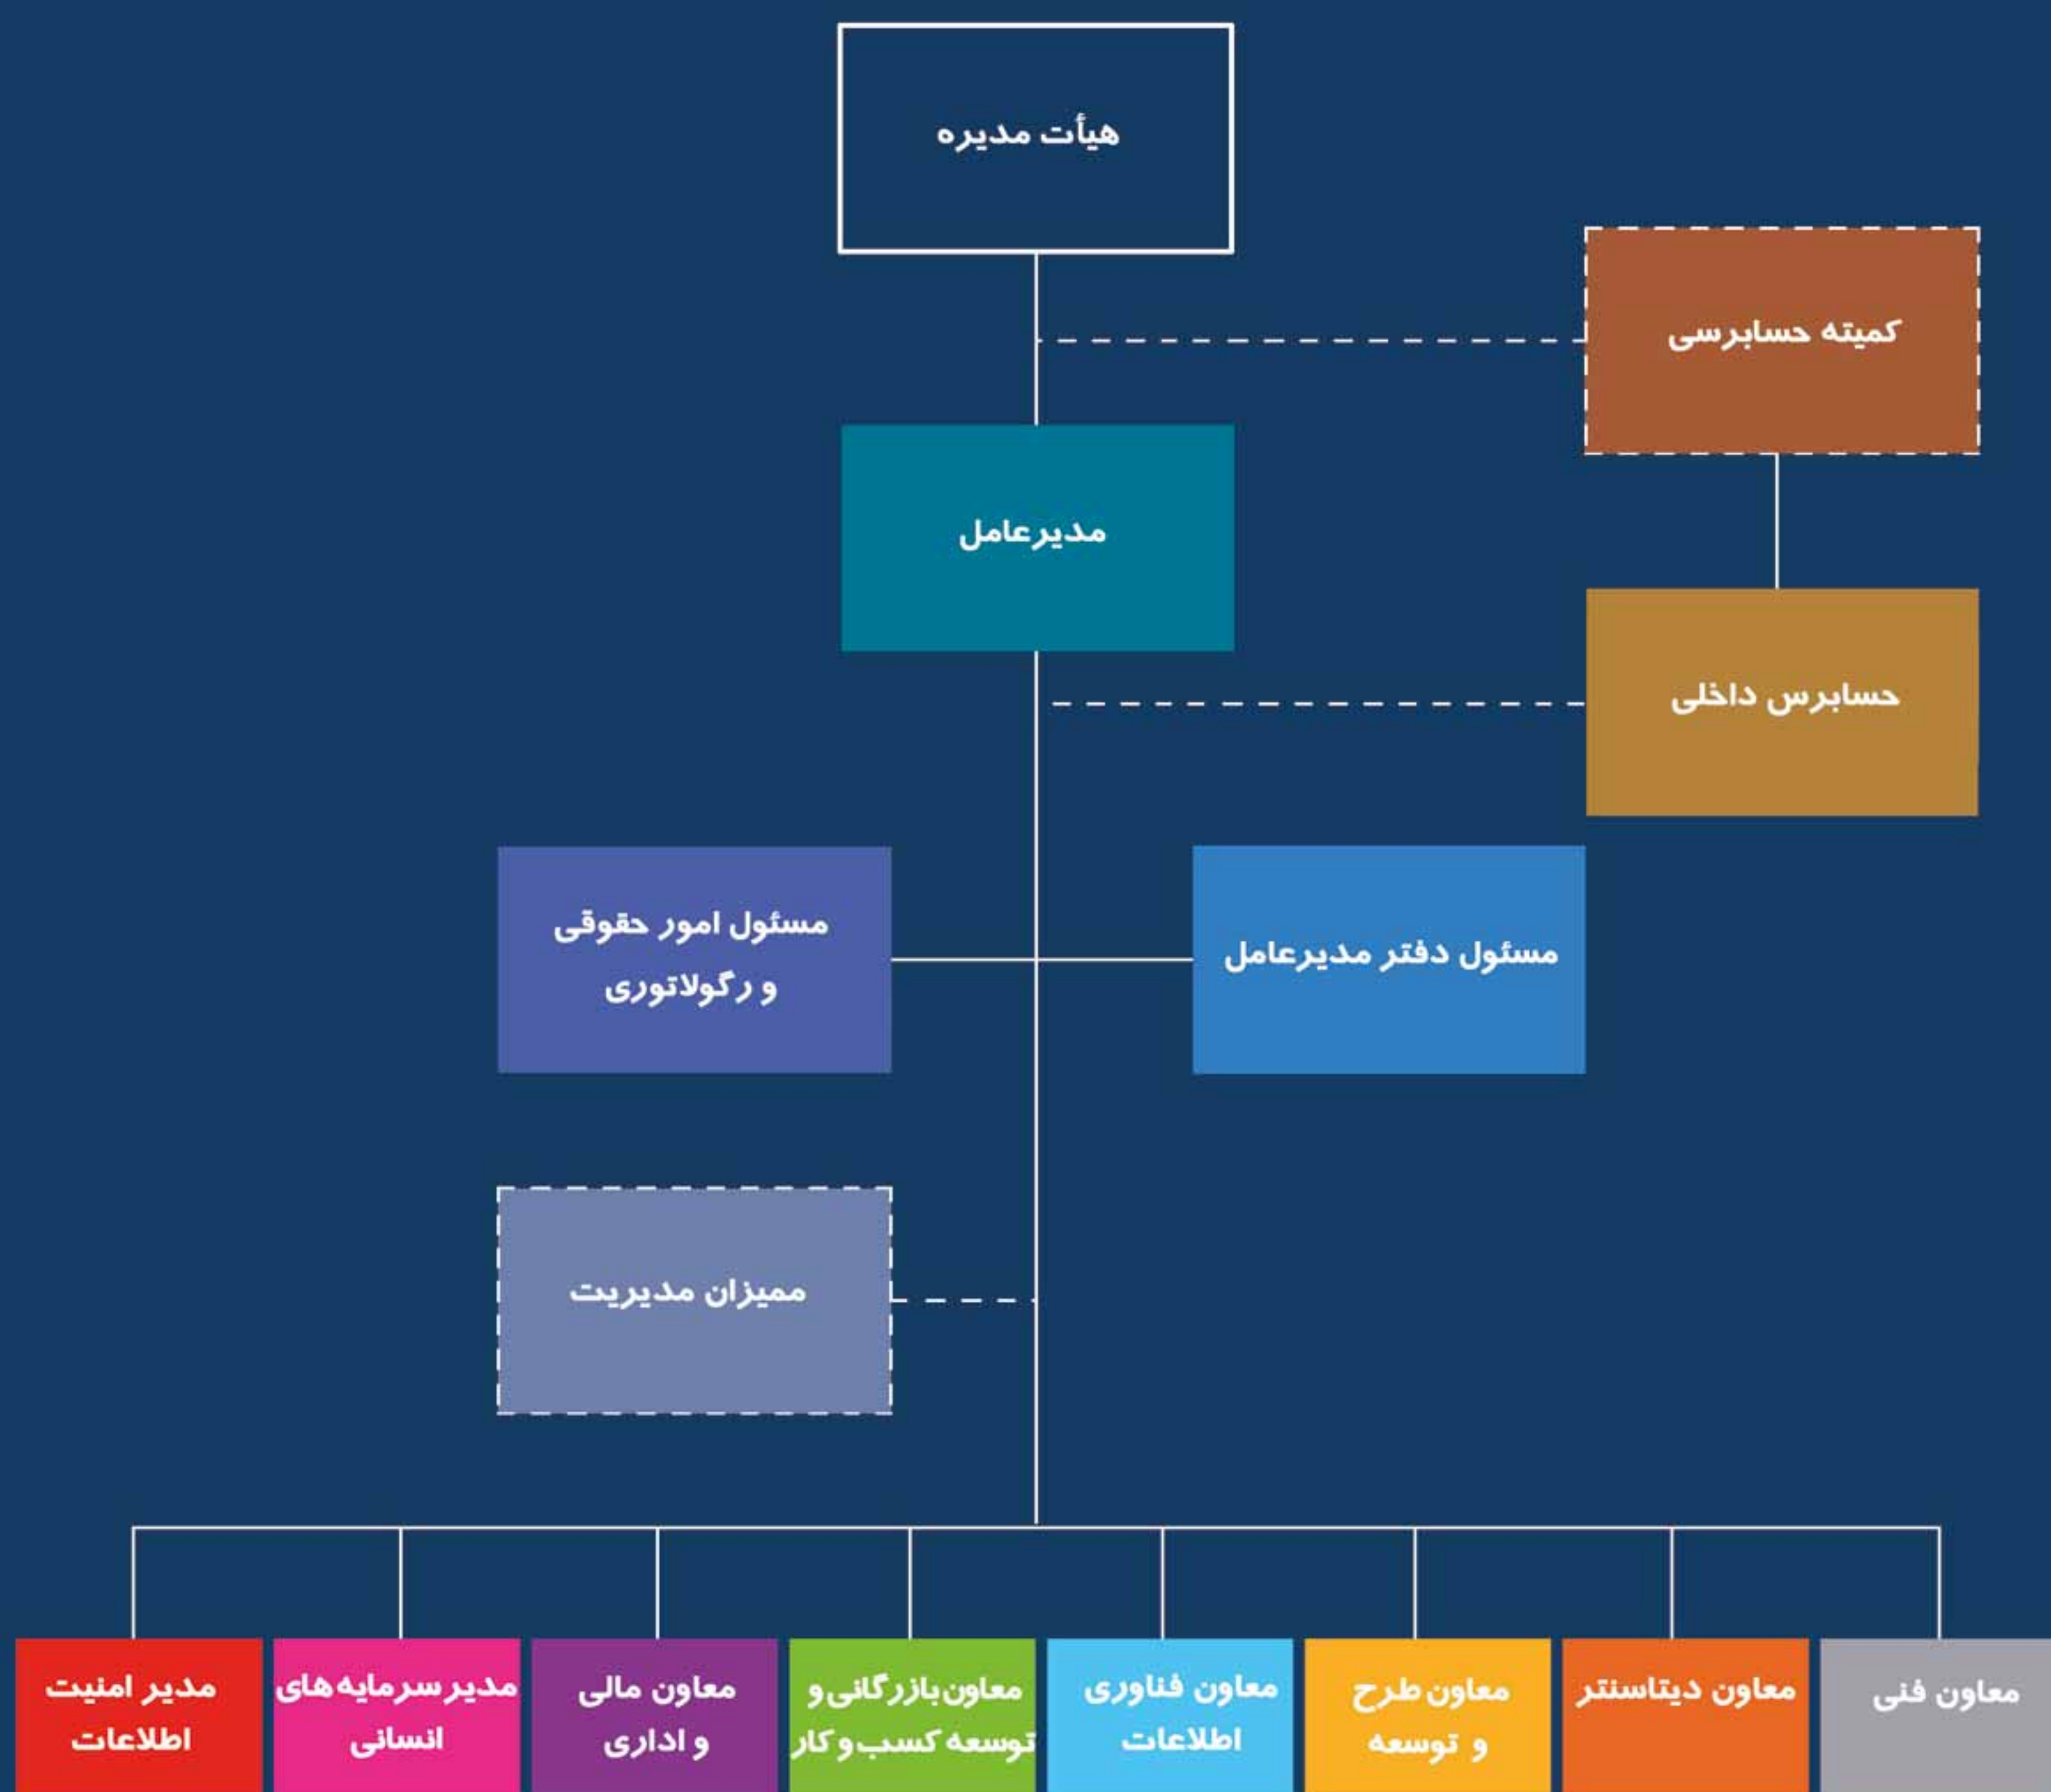 هیأت مدیره
کمیته حسابرسی
مدیرعامل
حسابرس داخلی
مسئول دفتر مدیرعامل
مسئول امور حقوقی
و رگولاتوری
ممیزان مدیریت
معاون فنی
معاون دیتاسنتر
معاون طرح
و توسعه
معاون فناوری
اطلاعات
معاون بازرگانی و
توسعه کسب و کار
معاون مالی
و اداری
مدیر سرمایه های
انسانی
مدیر امنیت
اطلاعات